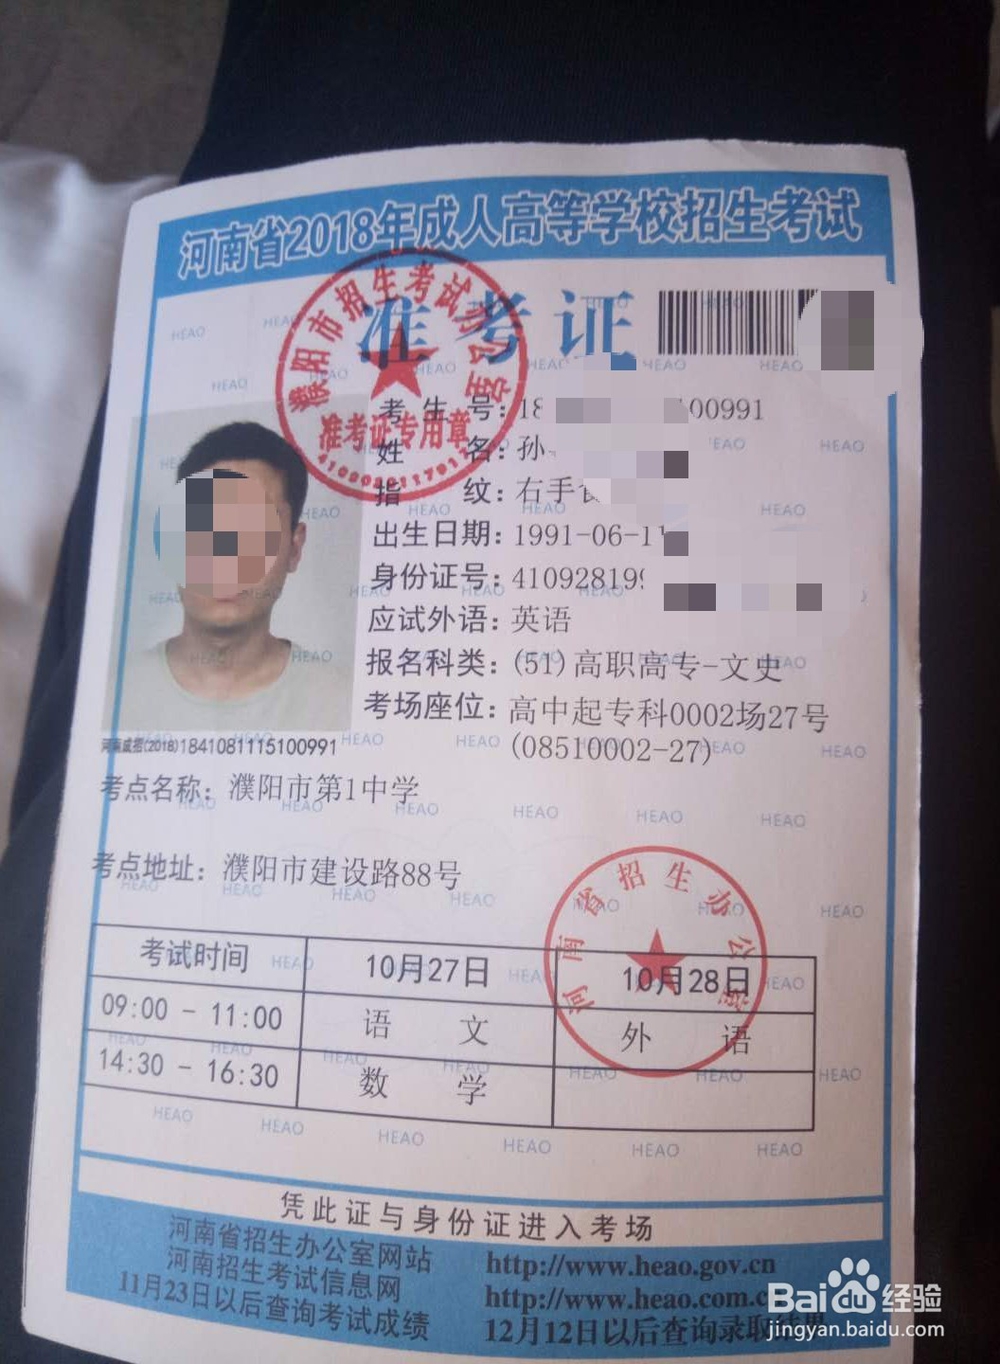 河南省2018年成人高等学校招生考试
准考证
濮阳市招生考试办公室
准考证专用章
考生号：18 100991
姓名：孙
指纹：右手食
出生日期：1991-06-11
身份证号：410928199
应试外语：英语
报名科类：(51)高职高专-文史
考场座位：高中起专科0002场27号
(08510002-27)
河南成招(2018)1841081115100991
考点名称：濮阳市第1中学
考点地址：濮阳市建设路88号
河南省招生办公室
考试时间 10月27日 10月28日
09:00 - 11:00 语文 外语
14:30 - 16:30 数学
凭此证与身份证进入考场
河南省招生办公室网站 http://www.heao.gov.cn
河南招生考试信息网 http://www.heao.com.c
11月23日以后查询考试成绩 12月12日以后查询录取结果
HEAO
Baidu经验
jingyan.baidu.com